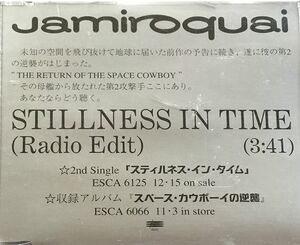 Jamiroquai
未知の空間を飛び抜けて地球に届いた前作の予告に続き、遂に彼の第2
の逆襲がはじまった。
"THE RETURN OF THE SPACE COWBOY"
その母艦から放たれた第2攻撃手ここにあり。
あなたならどう聴く。
STILLNESS IN TIME
(Radio Edit) (3:41)
☆2nd Single「スティルネス・イン・タイム」
ESCA 6125 12・15 on sale
☆収録アルバム『スペース・カウボーイの逆襲』
ESCA 6066 11・3 in store